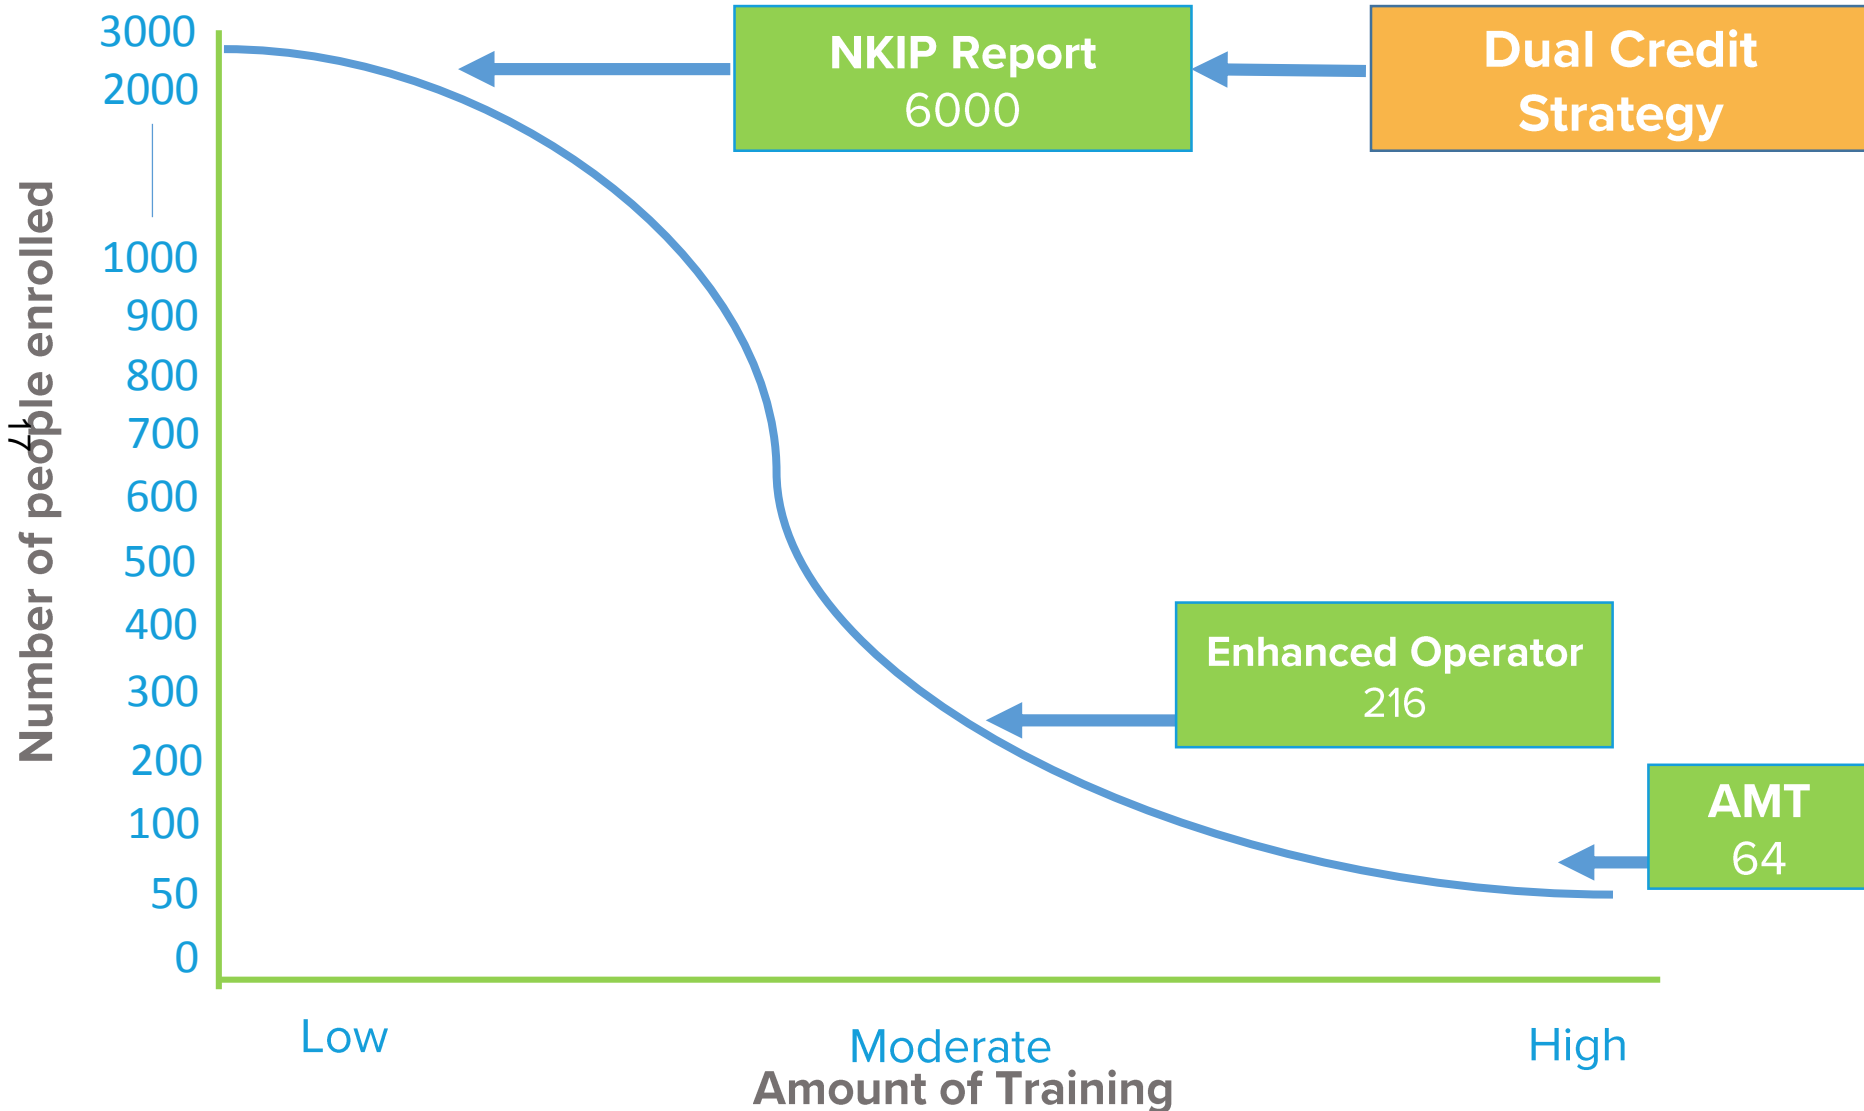 3000
2000
1000
900
800
700
600
500
400
300
200
100
50
0
Number of people enrolled
17
NKIP Report
6000
Dual Credit
Strategy
Enhanced Operator
216
AMT
64
Low
Moderate
High
Amount of Training